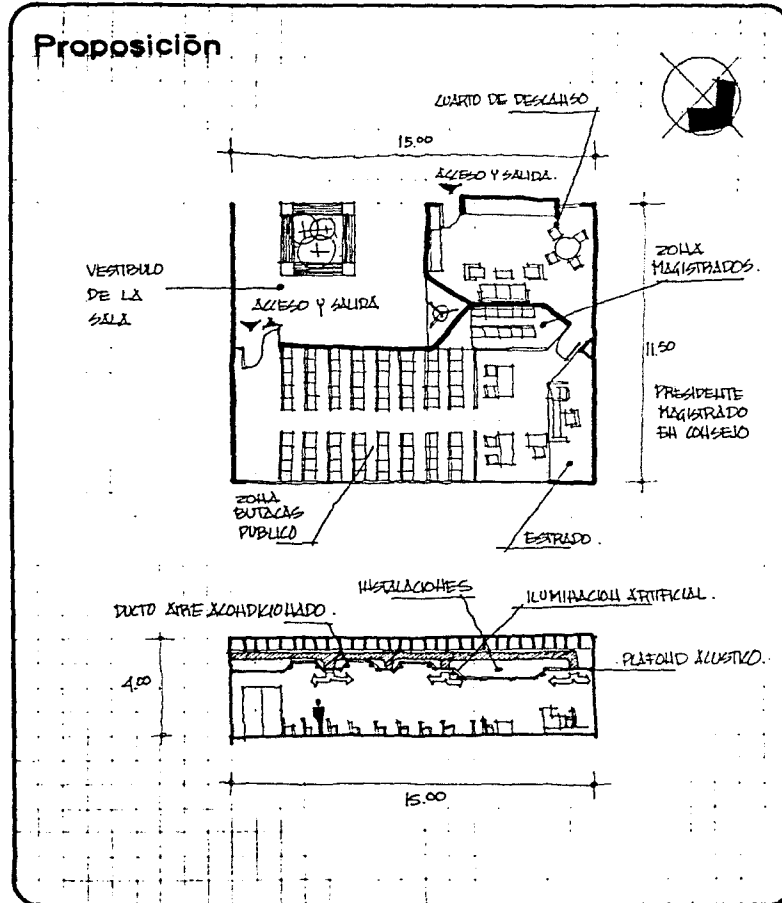 Proposición
CUARTO DE DESCANSO
15.00
ACCESO Y SALIDA.
ZONA
MAGISTRADOS.
VESTIBULO
DE LA
SALA
ACCESO Y SALIDA
11.50
PRESIDENTE
MAGISTRADO
EN CONSEJO
ZONA
BUTACAS
PUBLICO
ESTRADO.
INSTALACIONES
ILUMINACION ARTIFICIAL.
DUCTO AIRE ACONDICIONADO.
PLAFOND ACUSTICO.
4.00
15.00